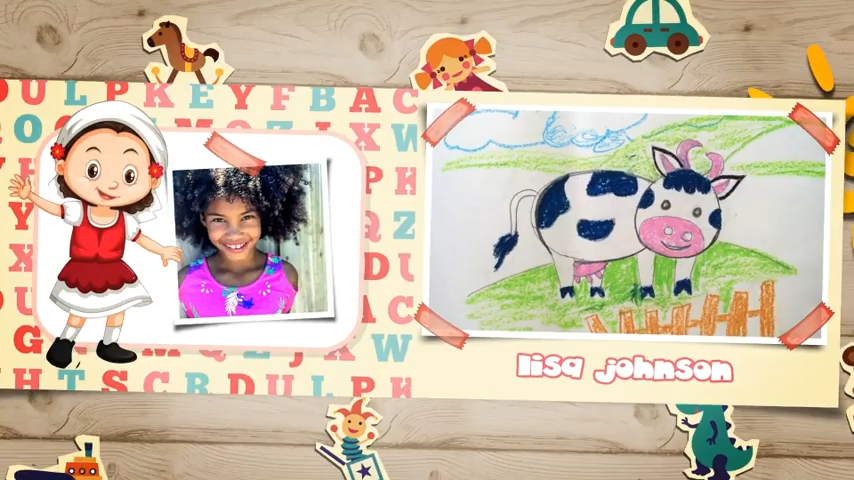 U L P K E Y F B A C
O X W
H P K
Y Q Z
X D U
U A C
G X W
H T S C B D U L P K
lisa johnson